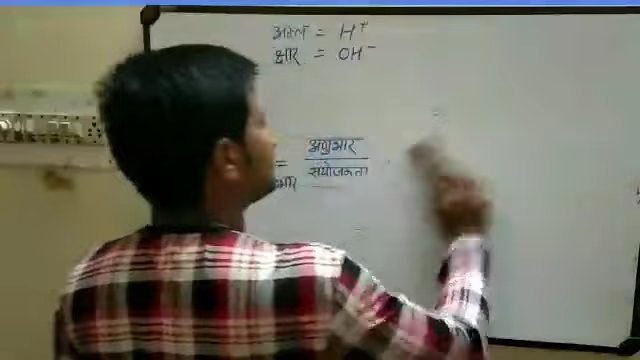 अम्ल = H⁺
क्षार = OH⁻
= अणुभार
संयोजकता
भार